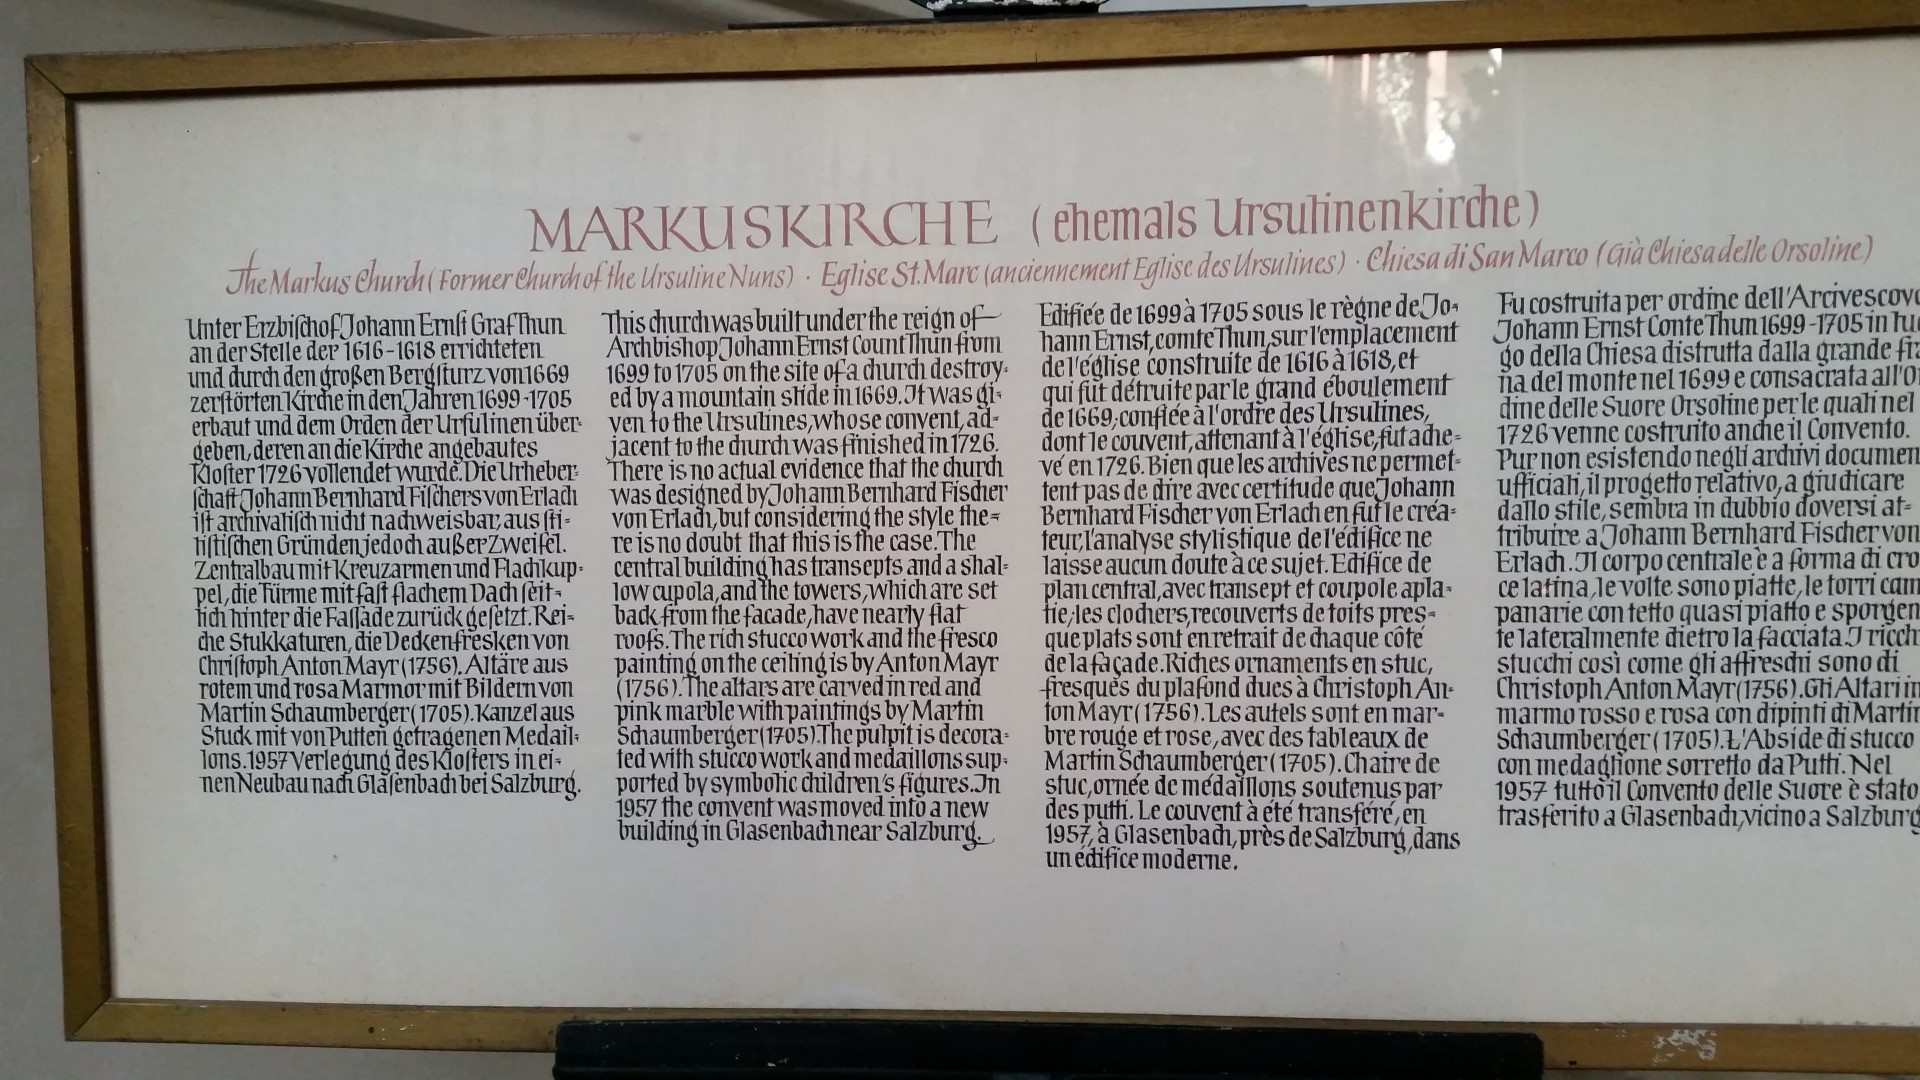 MARKUSKIRCHE (ehemals Ursulinenkirche)
The Markus Church (Former Church of the Ursuline Nuns) · Eglise St. Marc (anciennement Eglise des Ursulines) · Chiesa di San Marco (Già Chiesa delle Orsoline)
Unter Erzbiſchof Johann Ernſt Graf Thun
an der Stelle der 1616-1618 errichteten
und durch den großen Bergſturz von 1669
zerſtörten Kirche in den Jahren 1699-1705
erbaut und dem Orden der Urſulinen über-
geben, deren an die Kirche angebautes
Kloſter 1726 vollendet wurde. Die Urheber-
ſchaft Johann Bernhard Fiſchers von Erlach
iſt archivaliſch nicht nachweisbar; aus ſti-
liſtiſchen Gründen jedoch außer Zweifel.
Zentralbau mit Kreuzarmen und Flachkup-
pel, die Türme mit faſt flachem Dach ſeit-
lich hinter die Faſſade zurück geſetzt. Rei-
che Stukkaturen, die Deckenfresken von
Chriſtoph Anton Mayr (1756). Altäre aus
rotem und rosa Marmor mit Bildern von
Martin Schaumberger (1705). Kanzel aus
Stuck mit von Putten getragenen Medail-
lons. 1957 Verlegung des Kloſters in ei-
nen Neubau nach Glaſenbach bei Salzburg.
This church was built under the reign of
Archbishop Johann Ernst Count Thun from
1699 to 1705 on the site of a church destroy-
ed by a mountain slide in 1669. It was gi-
ven to the Ursulines, whose convent, ad-
jacent to the church was finished in 1726.
There is no actual evidence that the church
was designed by Johann Bernhard Fischer
von Erlach, but considering the style the-
re is no doubt that this is the case. The
central building has transepts and a shal-
low cupola, and the towers, which are set
back from the facade, have nearly flat
roofs. The rich stucco work and the fresco
painting on the ceiling is by Anton Mayr
(1756). The altars are carved in red and
pink marble with paintings by Martin
Schaumberger (1705). The pulpit is decora-
ted with stucco work and medaillons sup-
ported by symbolic children's figures. In
1957 the convent was moved into a new
building in Glasenbach near Salzburg.
Edifiée de 1699 à 1705 sous le règne de Jo-
hann Ernst, comte Thun, sur l'emplacement
de l'église construite de 1616 à 1618, et
qui fut détruite par le grand éboulement
de 1669; confiée à l'ordre des Ursulines,
dont le couvent, attenant à l'église, fut ache-
vé en 1726. Bien que les archives ne permet-
tent pas de dire avec certitude que Johann
Bernhard Fischer von Erlach en fut le créa-
teur, l'analyse stylistique de l'édifice ne
laisse aucun doute à ce sujet. Edifice de
plan central, avec transept et coupole apla-
tie; les clochers, recouverts de toits pres-
que plats sont en retrait de chaque côté
de la façade. Riches ornaments en stuc,
fresques du plafond dues à Christoph An-
ton Mayr (1756). Les autels sont en mar-
bre rouge et rose, avec des tableaux de
Martin Schaumberger (1705). Chaire de
stuc, ornée de médaillons soutenus par
des putti. Le couvent à été transféré, en
1957, à Glasenbach, près de Salzburg, dans
un édifice moderne.
Fu costruita per ordine dell'Arcivescovo
Johann Ernst Conte Thun 1699-1705 in luo
go della Chiesa distrutta dalla grande fra
na del monte nel 1699 e consacrata all'Or
dine delle Suore Orsoline per le quali nel
1726 venne costruito anche il Convento.
Pur non esistendo negli archivi documen
ufficiali, il progetto relativo, a giudicare
dallo stile, sembra in dubbio doversi at-
tribuire a Johann Bernhard Fischer von
Erlach. Il corpo centrale è a forma di cro
ce latina, le volte sono piatte, le torri cam
panarie con tetto quasi piatto e sporgen
te lateralmente dietro la facciata. I ricchi
stucchi così come gli affreschi sono di
Christoph Anton Mayr (1756). Gli Altari in
marmo rosso e rosa con dipinti di Martin
Schaumberger (1705). L'Abside di stucco
con medaglione sorretto da Putti. Nel
1957 tutto il Convento delle Suore è stato
trasferito a Glasenbach, vicino a Salzburg